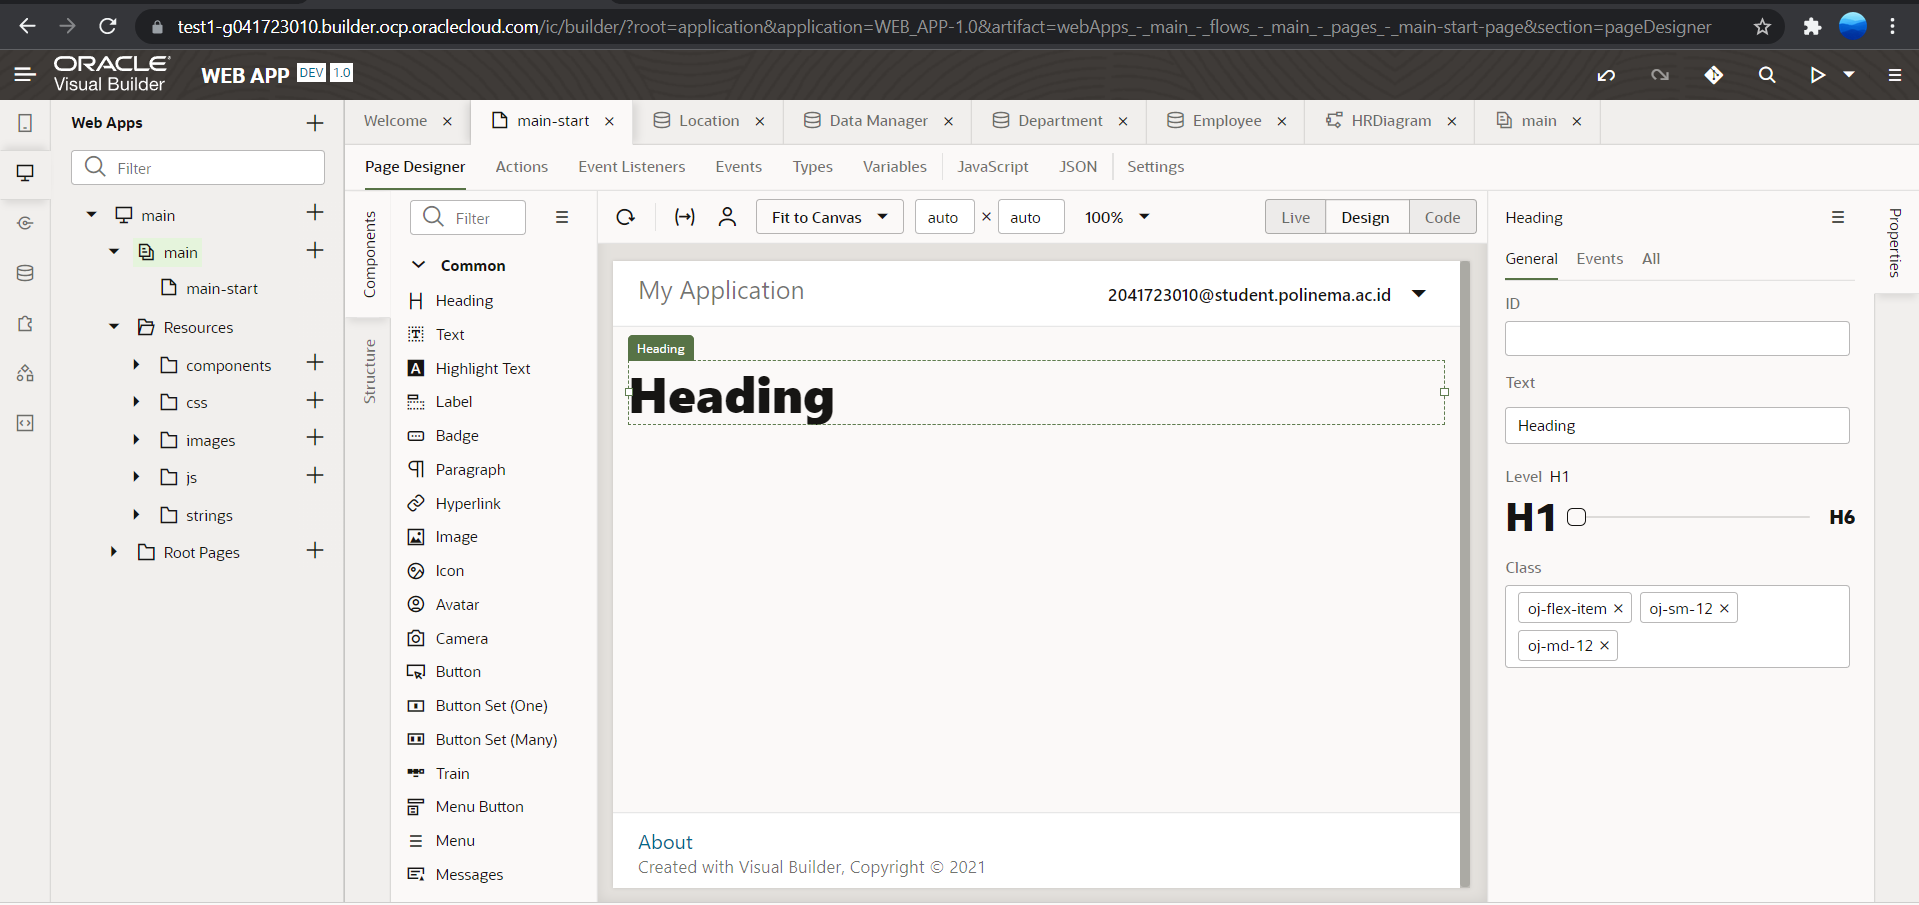 test1-g041723010.builder.ocp.oraclecloud.com/ic/builder/?root=application&application=WEB_APP-1.0&artifact=webApps_-_main_-_flows_-_main_-_pages_-_main-start-page&section=pageDesigner
ORACLE
Visual Builder
WEB APP DEV 1.0
Web Apps
Filter
main
main
main-start
Resources
components
css
images
js
strings
Root Pages
Welcome
main-start
Location
Data Manager
Department
Employee
HRDiagram
main
Page Designer
Actions
Event Listeners
Events
Types
Variables
JavaScript
JSON
Settings
Components
Structure
Filter
Common
Heading
Text
Highlight Text
Label
Badge
Paragraph
Hyperlink
Image
Icon
Avatar
Camera
Button
Button Set (One)
Button Set (Many)
Train
Menu Button
Menu
Messages
Fit to Canvas
auto × auto
100%
Live
Design
Code
My Application
2041723010@student.polinema.ac.id
Heading
Heading
About
Created with Visual Builder, Copyright © 2021
Heading
General
Events
All
ID
Text
Heading
Level H1
H1
H6
Class
oj-flex-item
oj-sm-12
oj-md-12
Properties